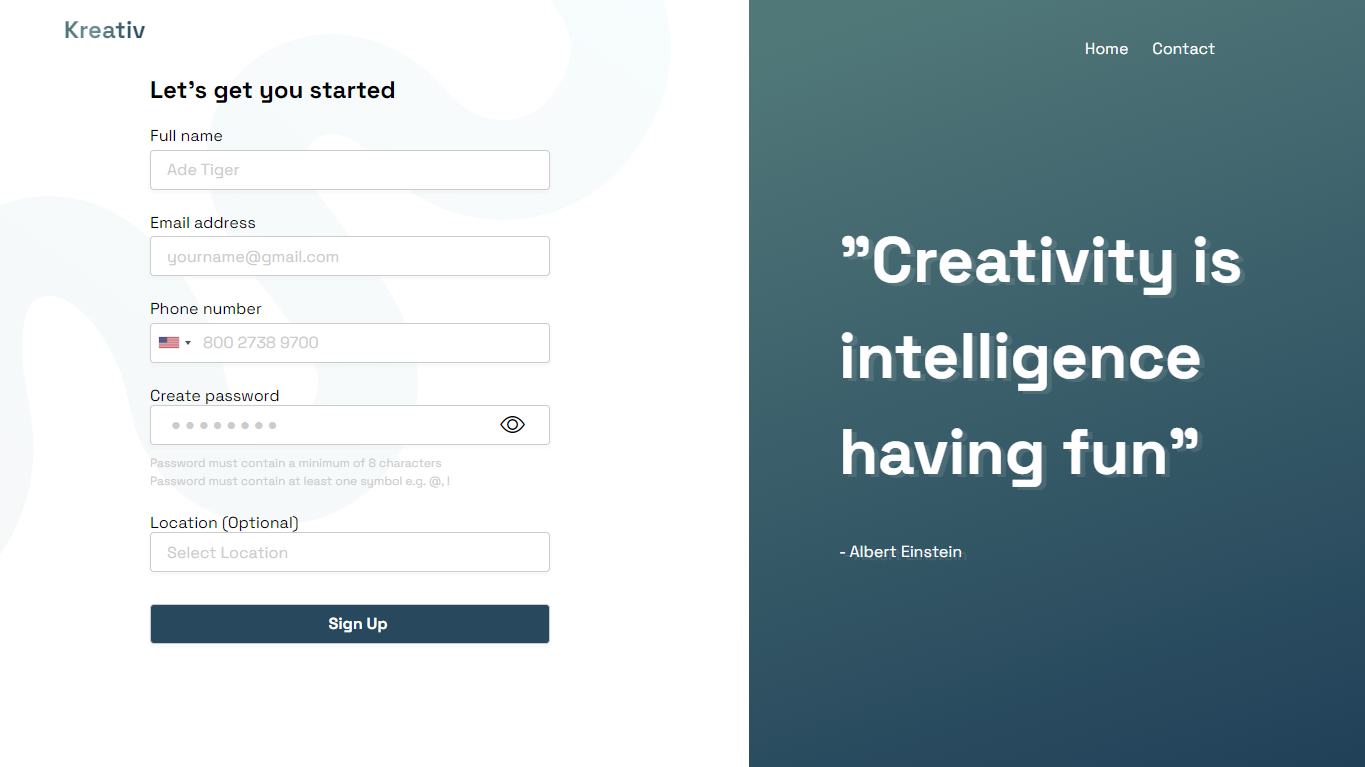 Kreativ
Home Contact
Let’s get you started
Full name
Ade Tiger
Email address
yourname@gmail.com
Phone number
800 2738 9700
Create password
Password must contain a minimum of 8 characters
Password must contain at least one symbol e.g. @, !
Location (Optional)
Select Location
Sign Up
”Creativity is
intelligence
having fun”
- Albert Einstein